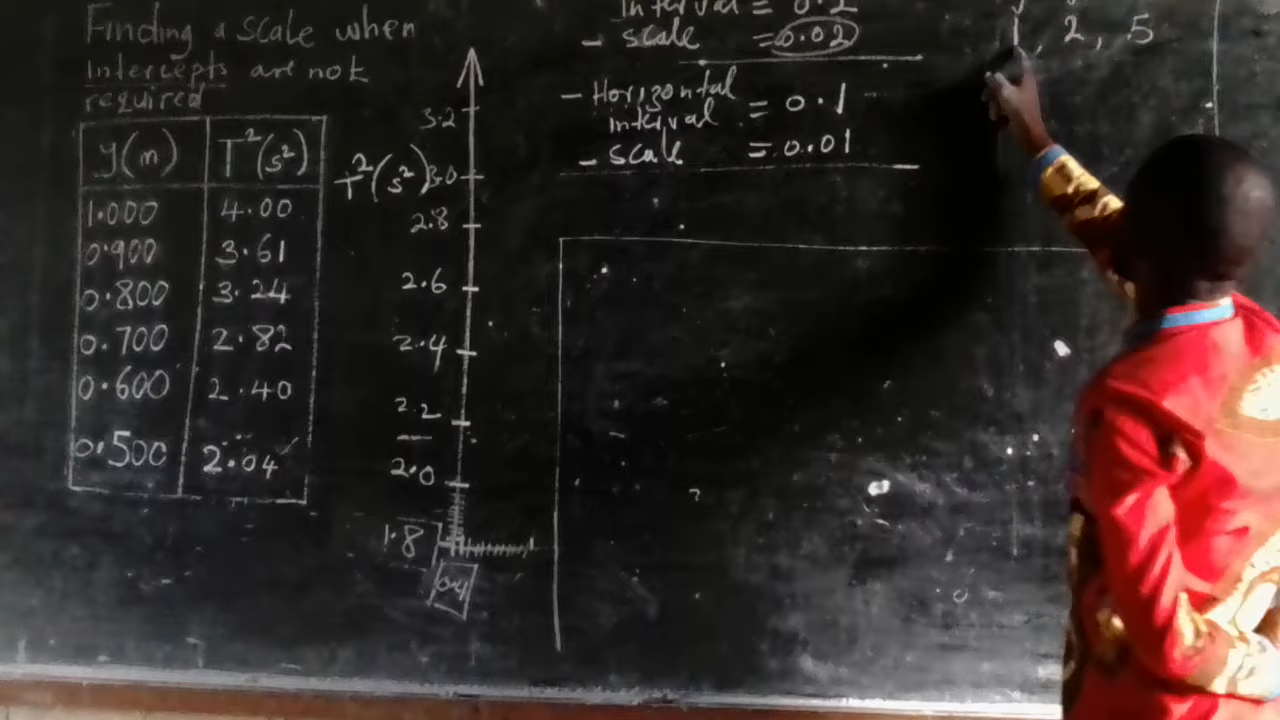 Finding a scale when
Intercepts are not
required
y(m) T²(s²)
1.000 4.00
0.900 3.61
0.800 3.24
0.700 2.82
0.600 2.40
0.500 2.04
T²(s²)
3.2
3.0
2.8
2.6
2.4
2.2
2.0
1.8
0.4
interval = 0.2
- scale = 0.02
- Horizontal
interval = 0.1
- scale = 0.01
1, 2, 5